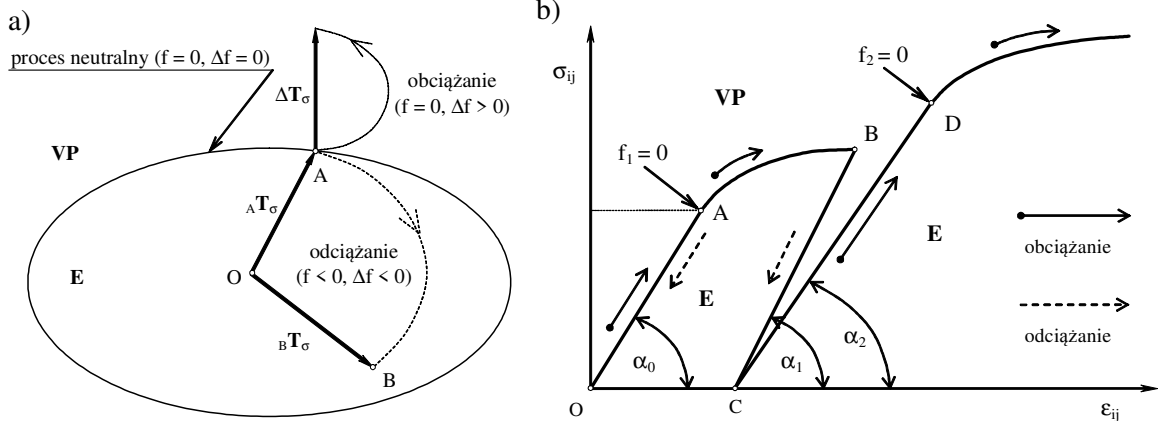 a)
proces neutralny (f = 0, Δf = 0)
VP
ΔTσ
obciążanie
(f = 0, Δf > 0)
A
ATσ
odciążanie
(f < 0, Δf < 0)
E
O
BTσ
B
b)
σij
VP
f1 = 0
f2 = 0
A
B
D
E
E
obciążanie
odciążanie
α0
α1
α2
O
C
εij